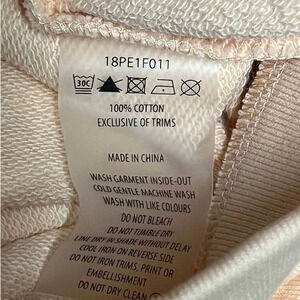 18PE1F011
30C
100% COTTON
EXCLUSIVE OF TRIMS
MADE IN CHINA
WASH GARMENT INSIDE-OUT
COLD GENTLE MACHINE WASH
WASH WITH LIKE COLOURS
DO NOT BLEACH
DO NOT TUMBLE DRY
LINE DRY IN SHADE WITHOUT DELAY
COOL IRON ON REVERSE SIDE
DO NOT IRON TRIMS, PRINT OR
EMBELLISHMENT
DO NOT DRY CLEAN